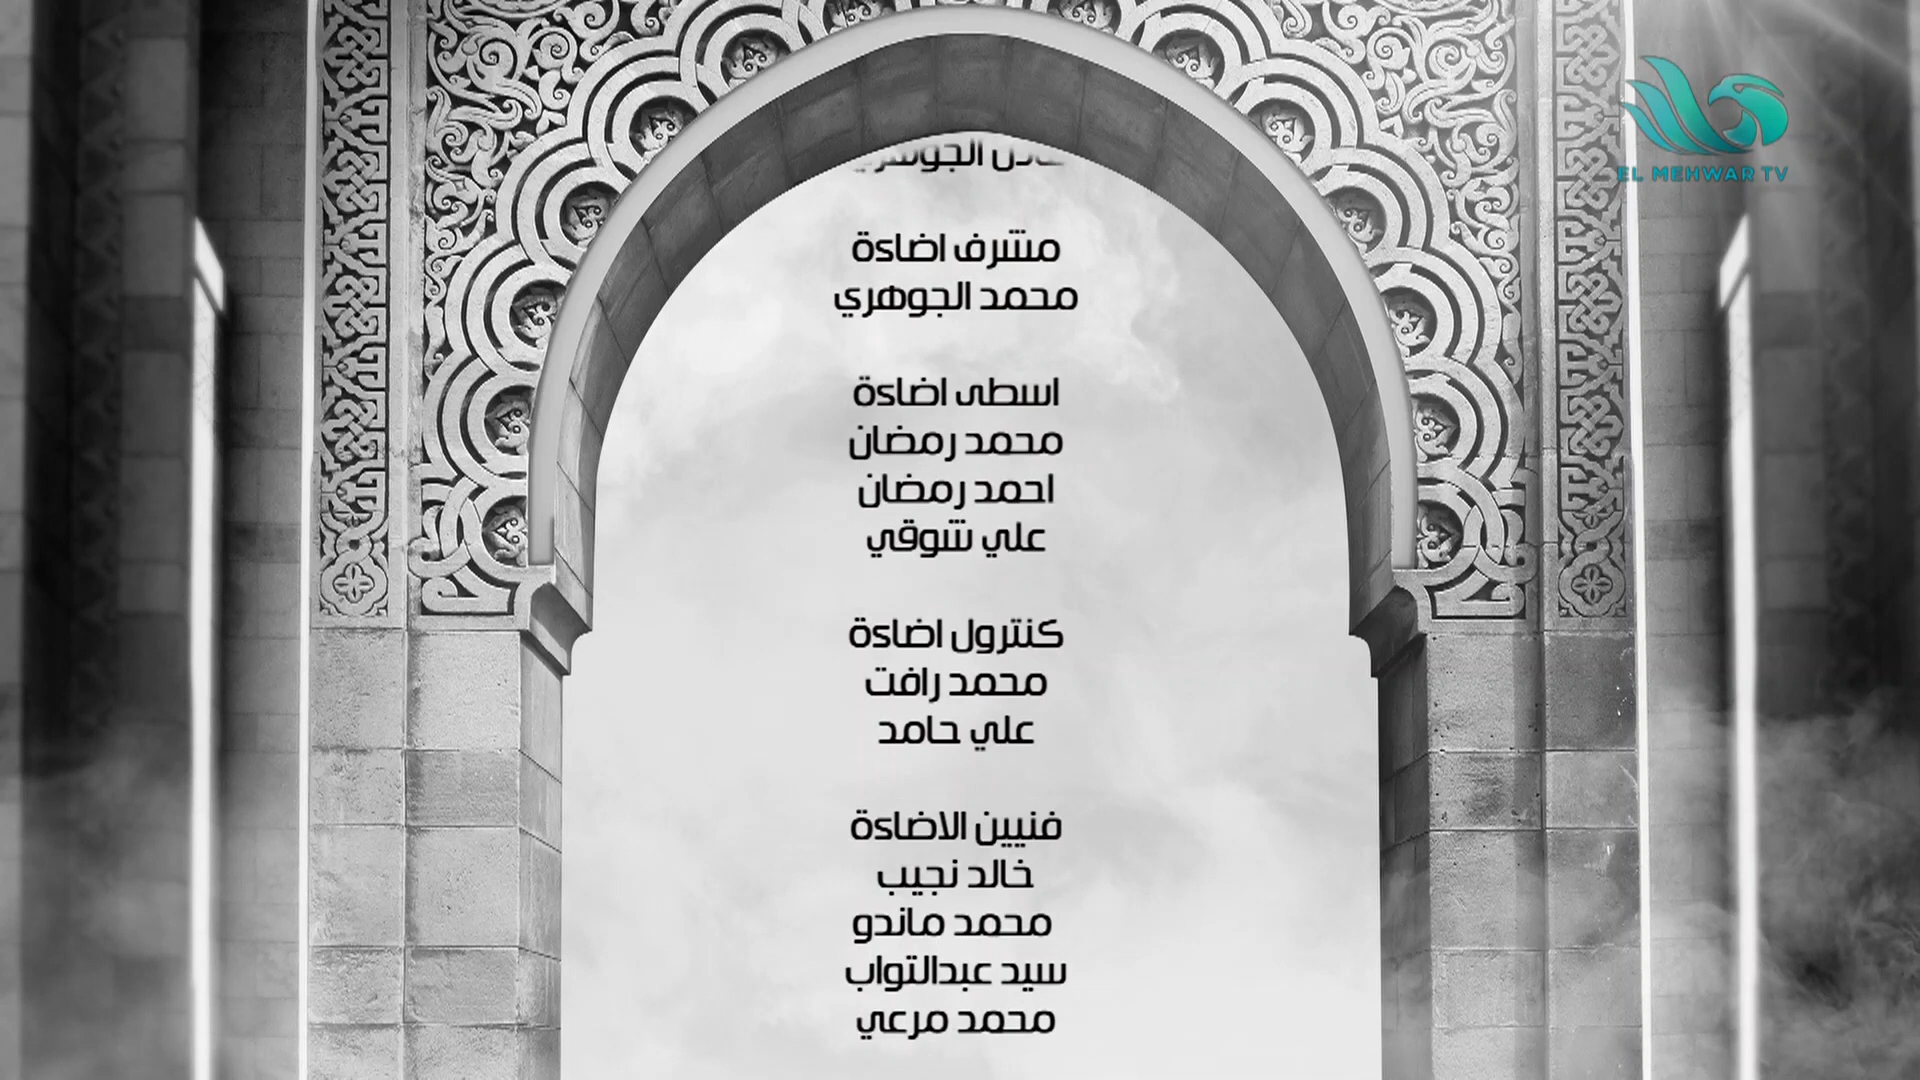 الجوهري
مشرف اضاءة
محمد الجوهري
اسطى اضاءة
محمد رمضان
احمد رمضان
علي شوقي
كنترول اضاءة
محمد رافت
علي حامد
فنيين الاضاءة
خالد نجيب
محمد ماندو
سيد عبدالتواب
محمد مرعي
EL MEHWAR TV